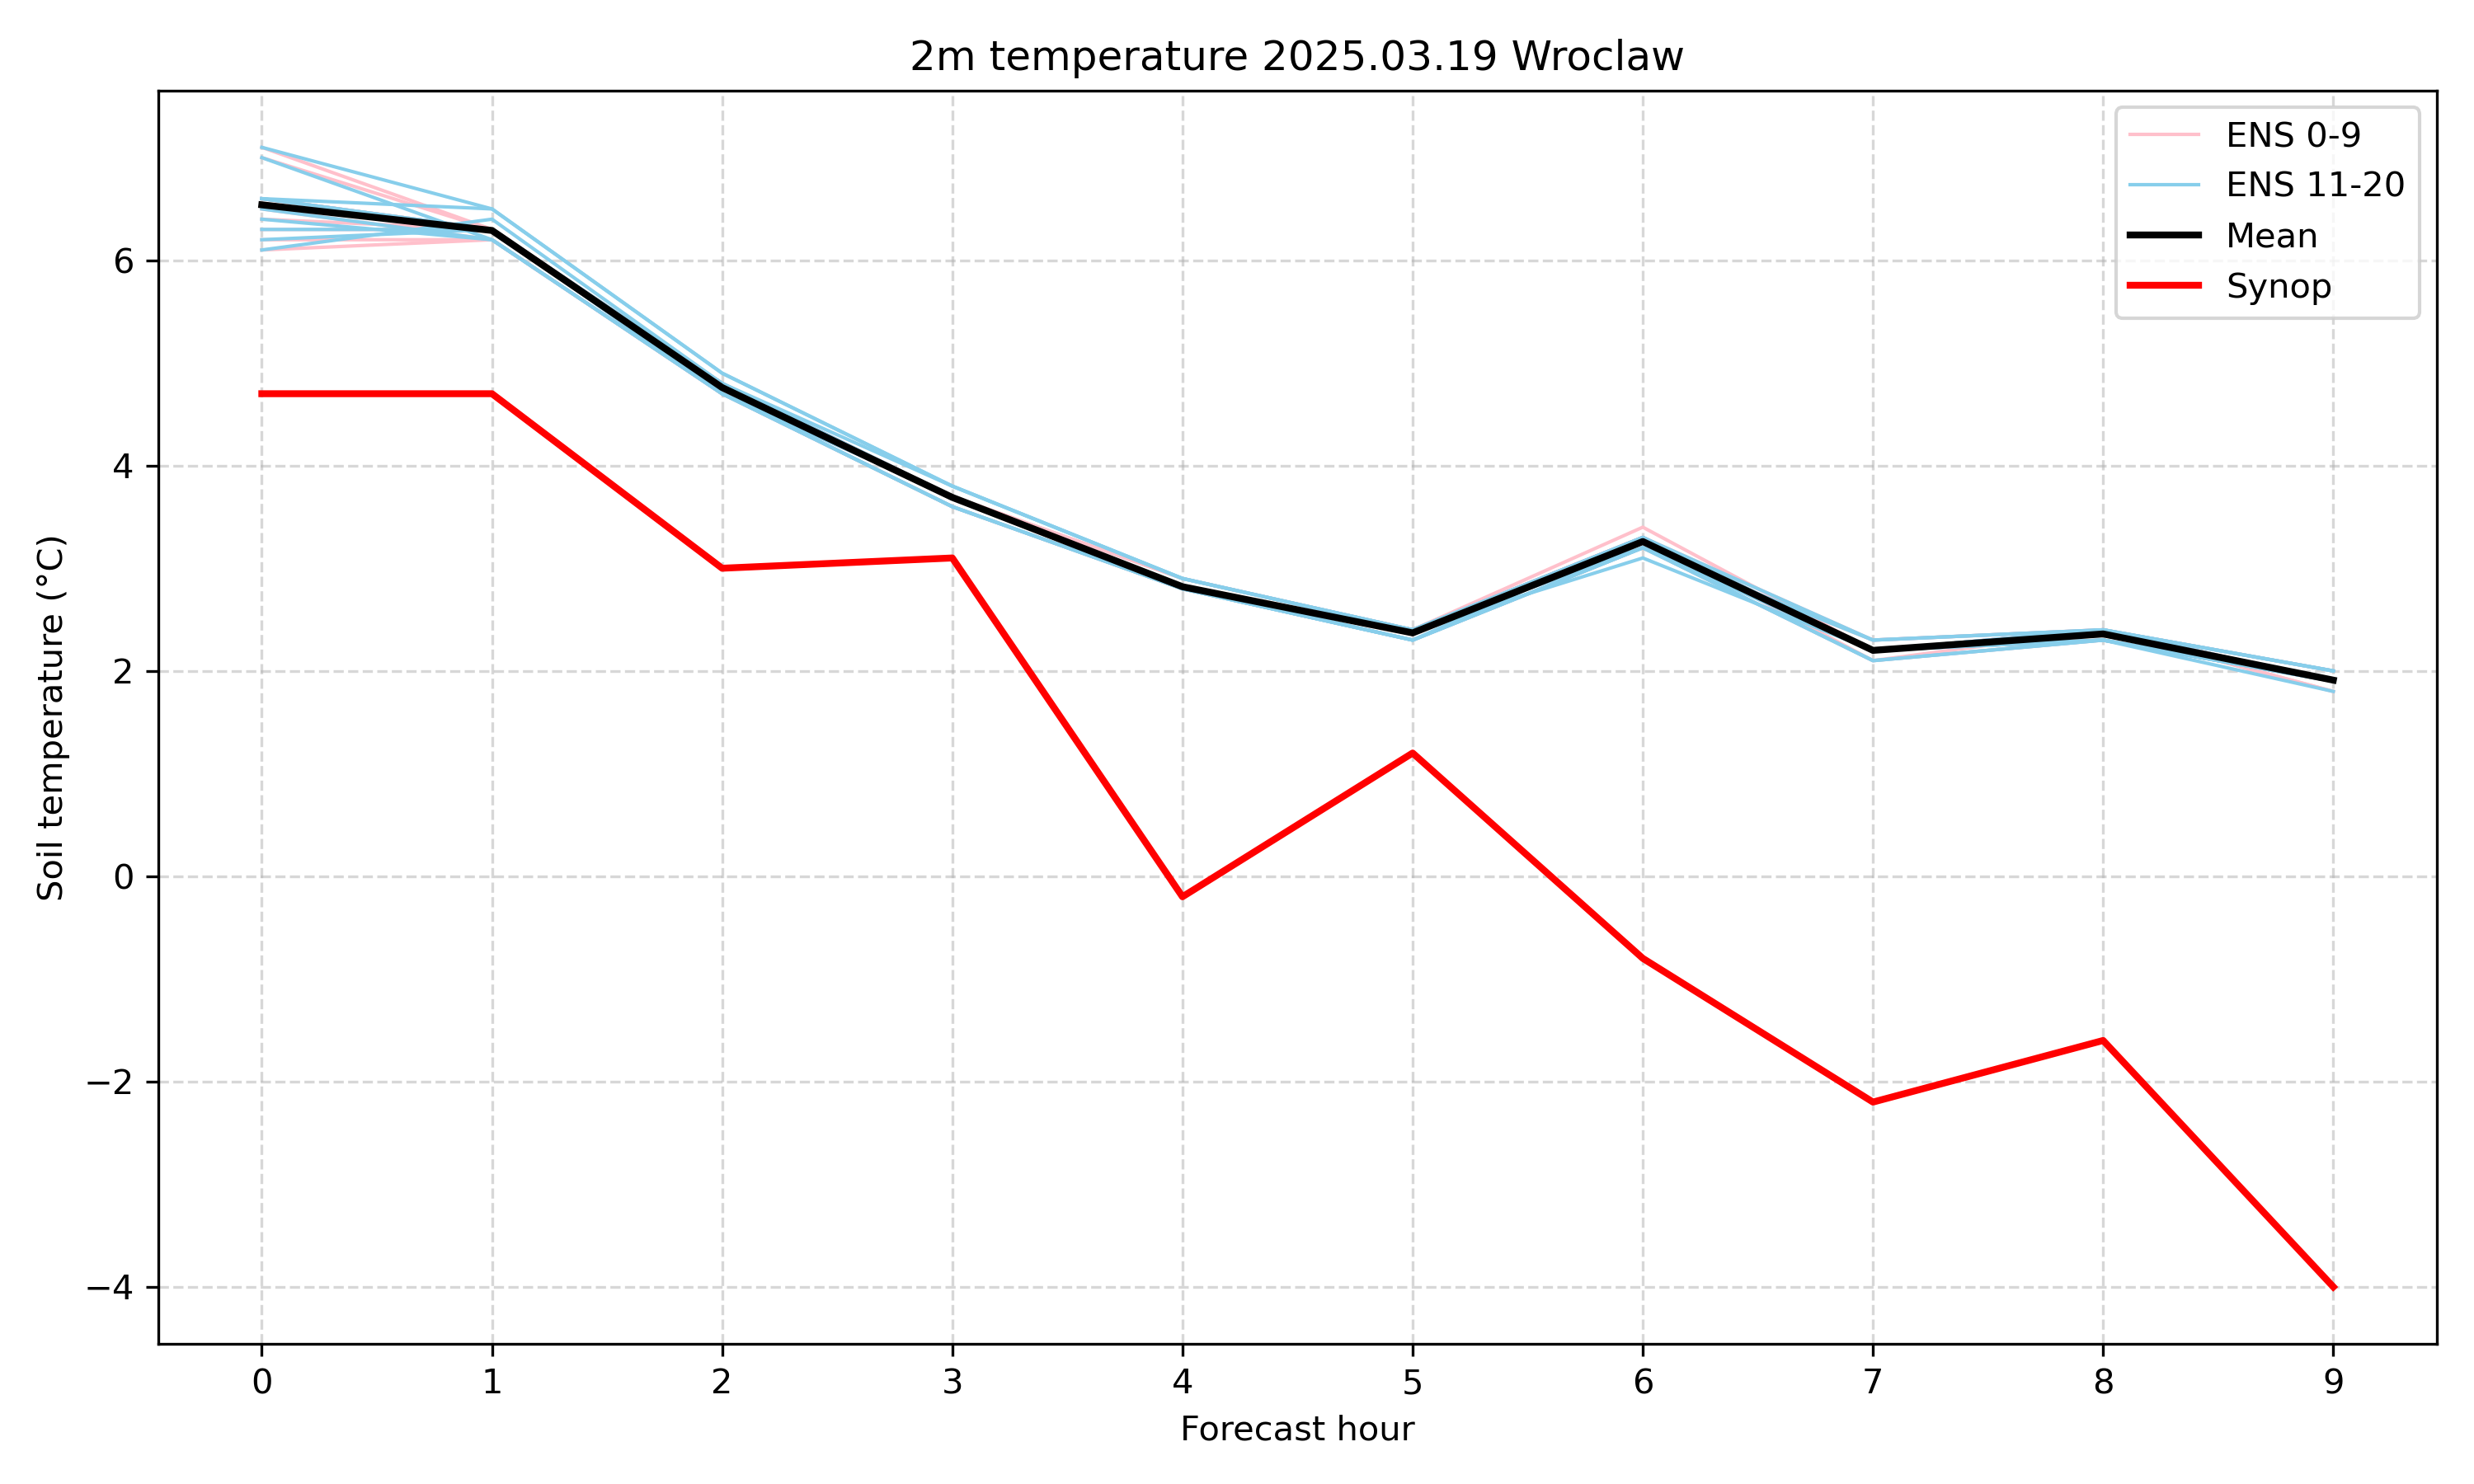 2m temperature 2025.03.19 Wroclaw
ENS 0-9
ENS 11-20
Mean
Synop
Soil temperature (°C)
6
4
2
0
−2
−4
0 1 2 3 4 5 6 7 8 9
Forecast hour